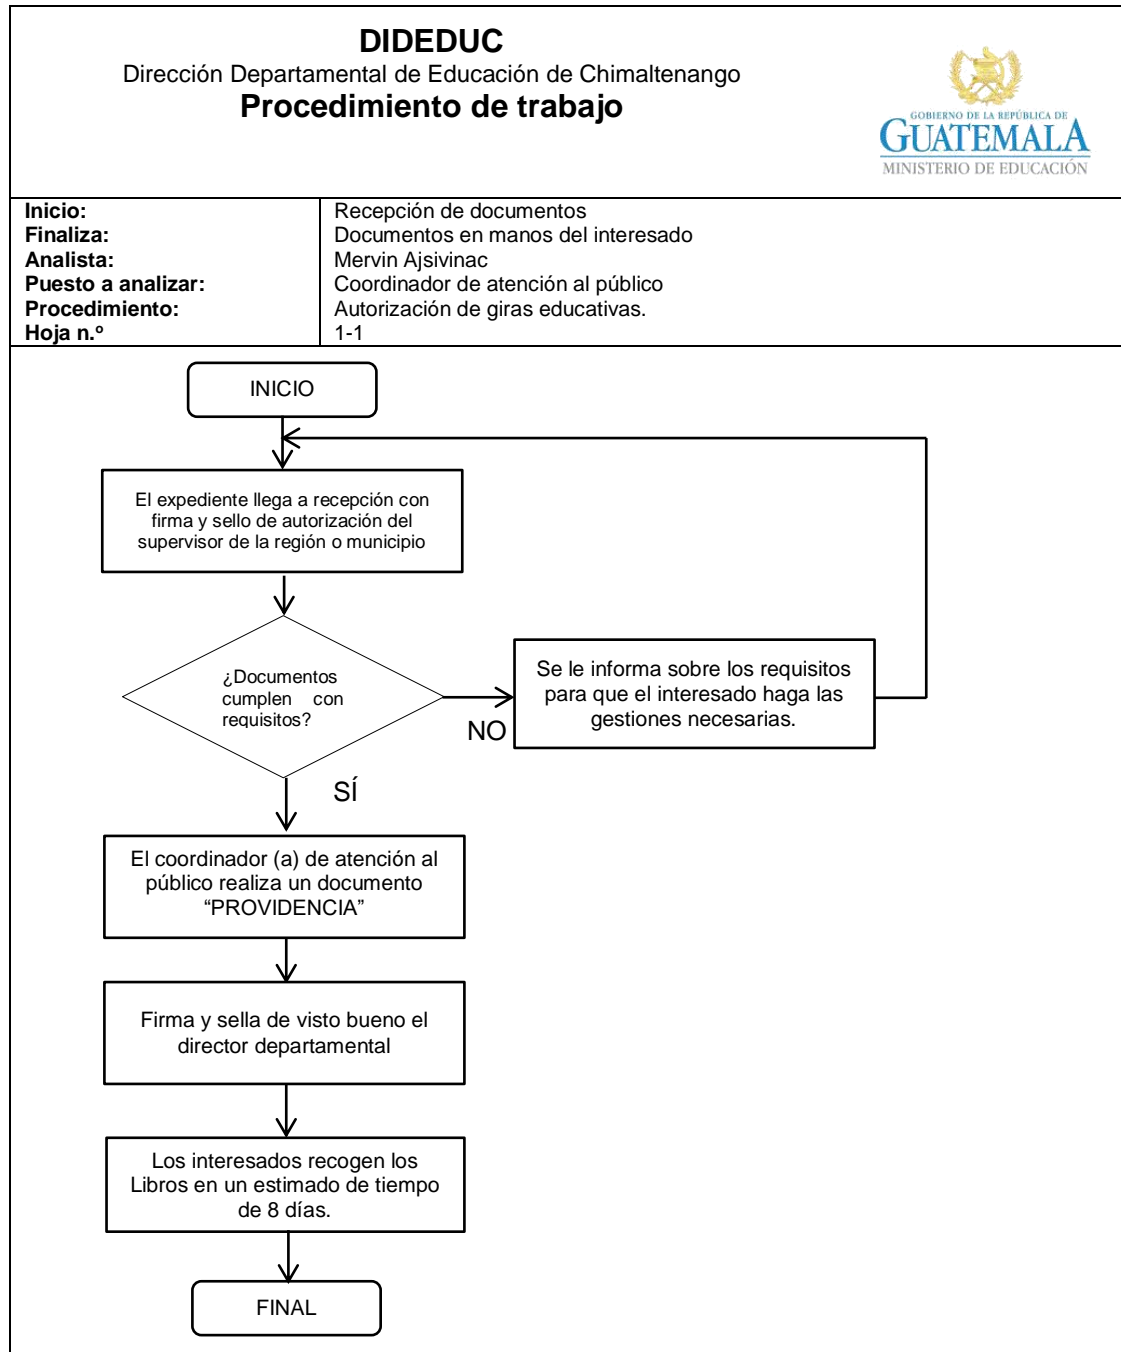 DIDEDUC
Dirección Departamental de Educación de Chimaltenango
Procedimiento de trabajo
GOBIERNO DE LA REPÚBLICA DE
GUATEMALA
MINISTERIO DE EDUCACIÓN
Inicio: Recepción de documentos
Finaliza: Documentos en manos del interesado
Analista: Mervin Ajsivinac
Puesto a analizar: Coordinador de atención al público
Procedimiento: Autorización de giras educativas.
Hoja n.º 1-1
INICIO
El expediente llega a recepción con
firma y sello de autorización del
supervisor de la región o municipio
¿Documentos
cumplen con
requisitos?
NO
Se le informa sobre los requisitos
para que el interesado haga las
gestiones necesarias.
SÍ
El coordinador (a) de atención al
público realiza un documento
“PROVIDENCIA”
Firma y sella de visto bueno el
director departamental
Los interesados recogen los
Libros en un estimado de tiempo
de 8 días.
FINAL